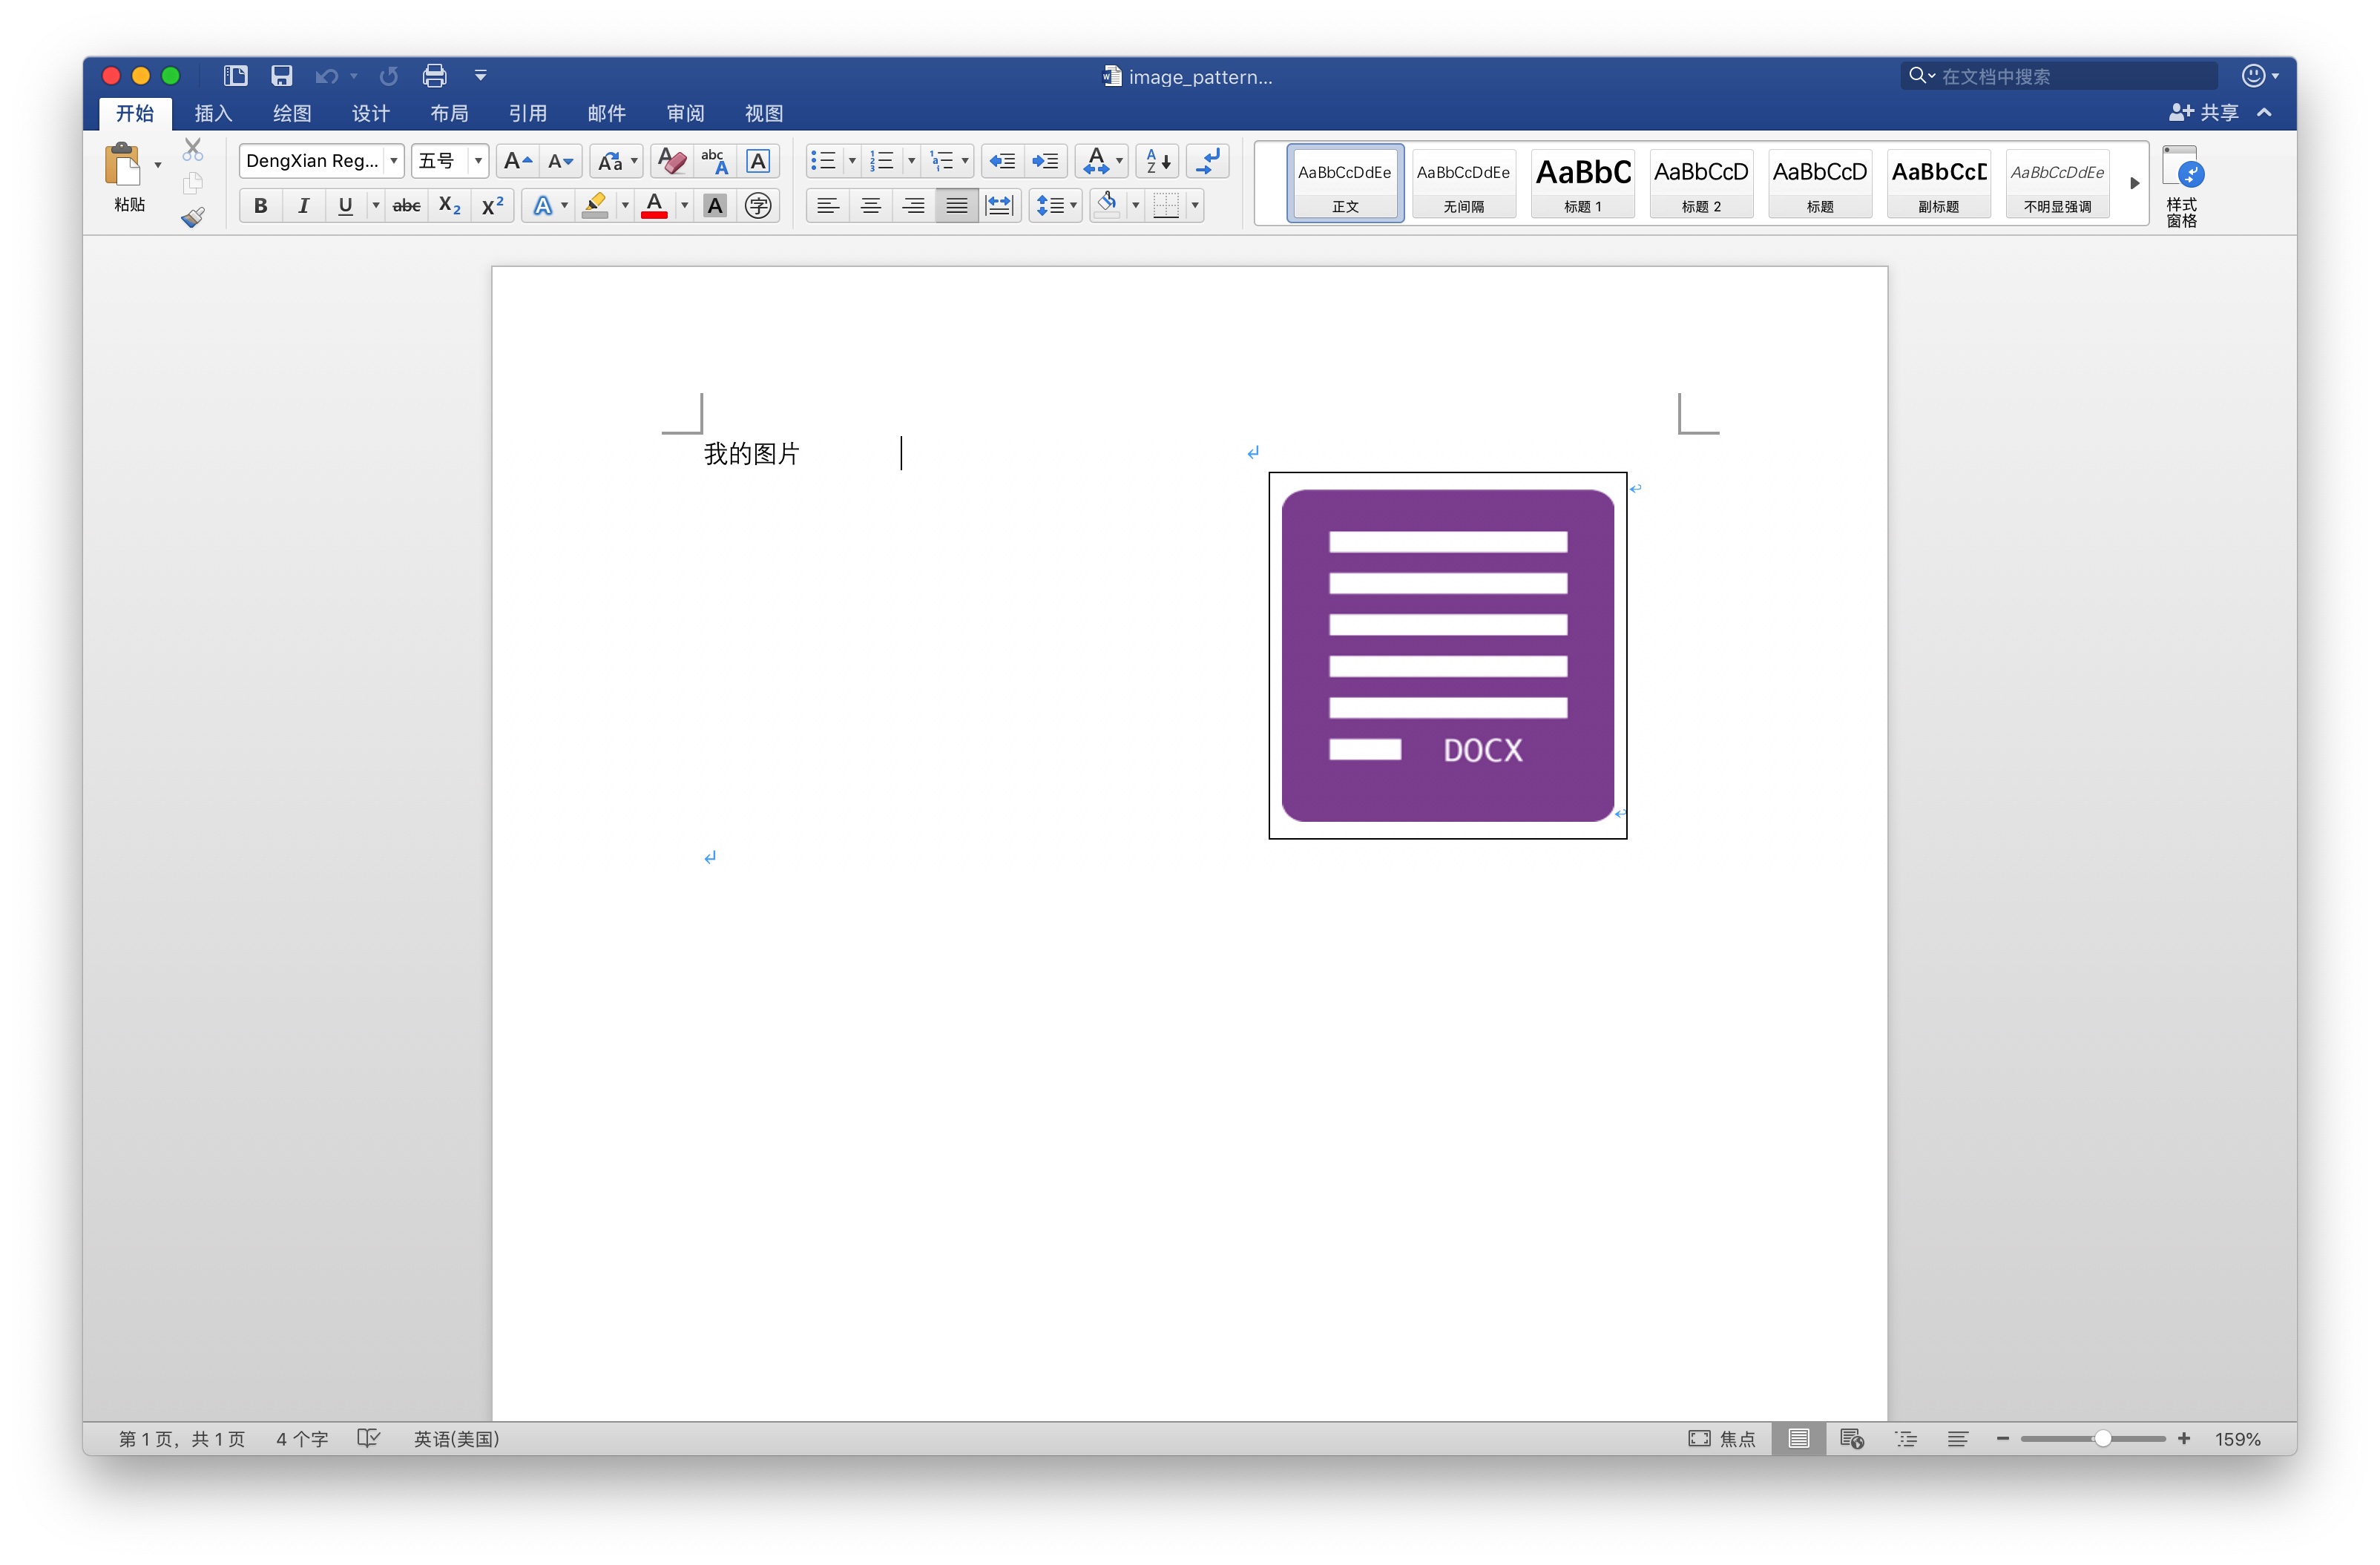 image_pattern...
在文档中搜索
开始 插入 绘图 设计 布局 引用 邮件 审阅 视图 共享
粘贴
DengXian Reg... 五号
AaBbCcDdEe 正文
AaBbCcDdEe 无间隔
AaBbC 标题 1
AaBbCcD 标题 2
AaBbCcD 标题
AaBbCcD 副标题
AaBbCcDdEe 不明显强调
样式
窗格
我的图片
DOCX
第 1 页，共 1 页 4 个字 英语(美国) 焦点 159%